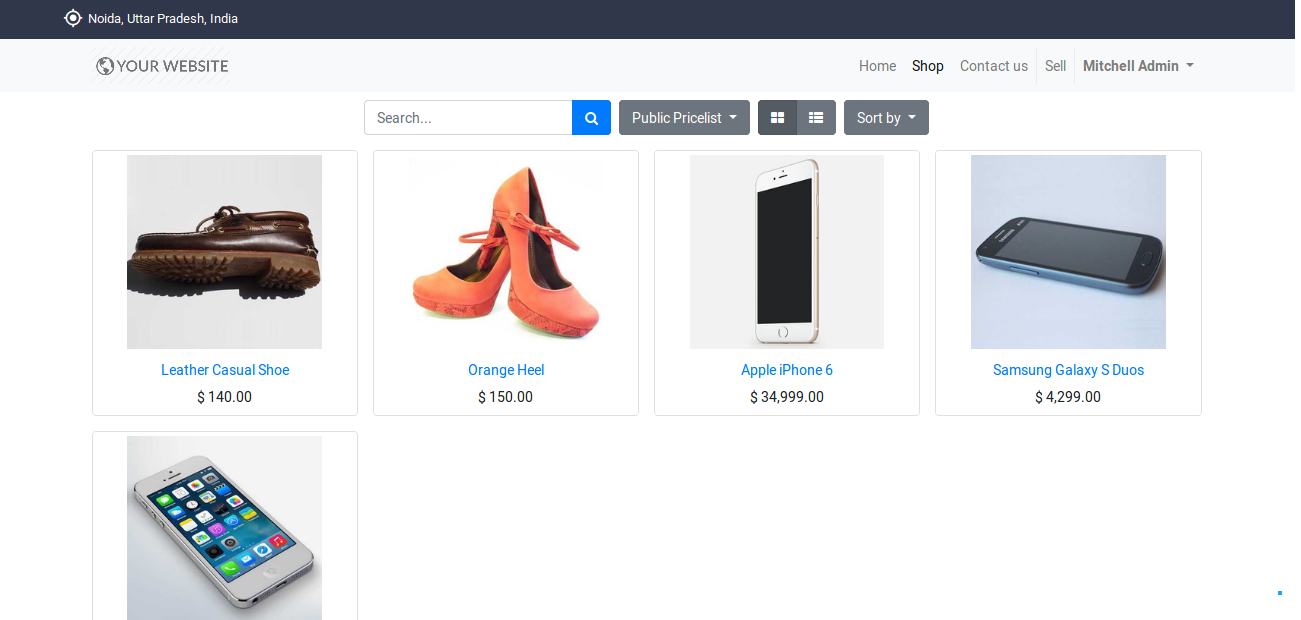 Noida, Uttar Pradesh, India
YOUR WEBSITE
Home Shop Contact us Sell Mitchell Admin
Search...
Public Pricelist
Sort by
Leather Casual Shoe
$ 140.00
Orange Heel
$ 150.00
Apple iPhone 6
$ 34,999.00
Samsung Galaxy S Duos
$ 4,299.00
SAMSUNG